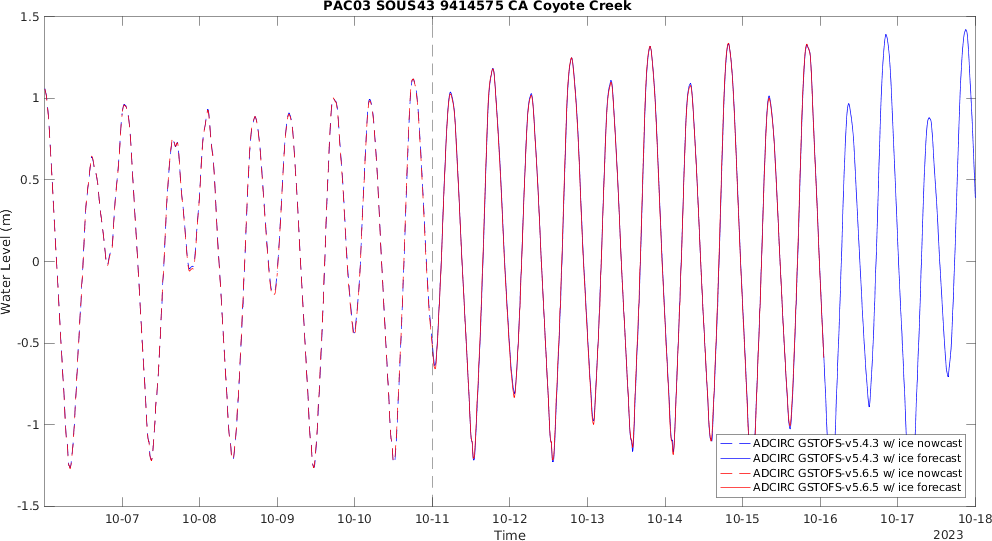 PAC03 SOUS43 9414575 CA Coyote Creek
1.5
1
0.5
0
-0.5
-1
-1.5
Water Level (m)
ADCIRC GSTOFS-v5.4.3 w/ ice nowcast
ADCIRC GSTOFS-v5.4.3 w/ ice forecast
ADCIRC GSTOFS-v5.6.5 w/ ice nowcast
ADCIRC GSTOFS-v5.6.5 w/ ice forecast
10-07 10-08 10-09 10-10 10-11 10-12 10-13 10-14 10-15 10-16 10-17 10-18
Time
2023